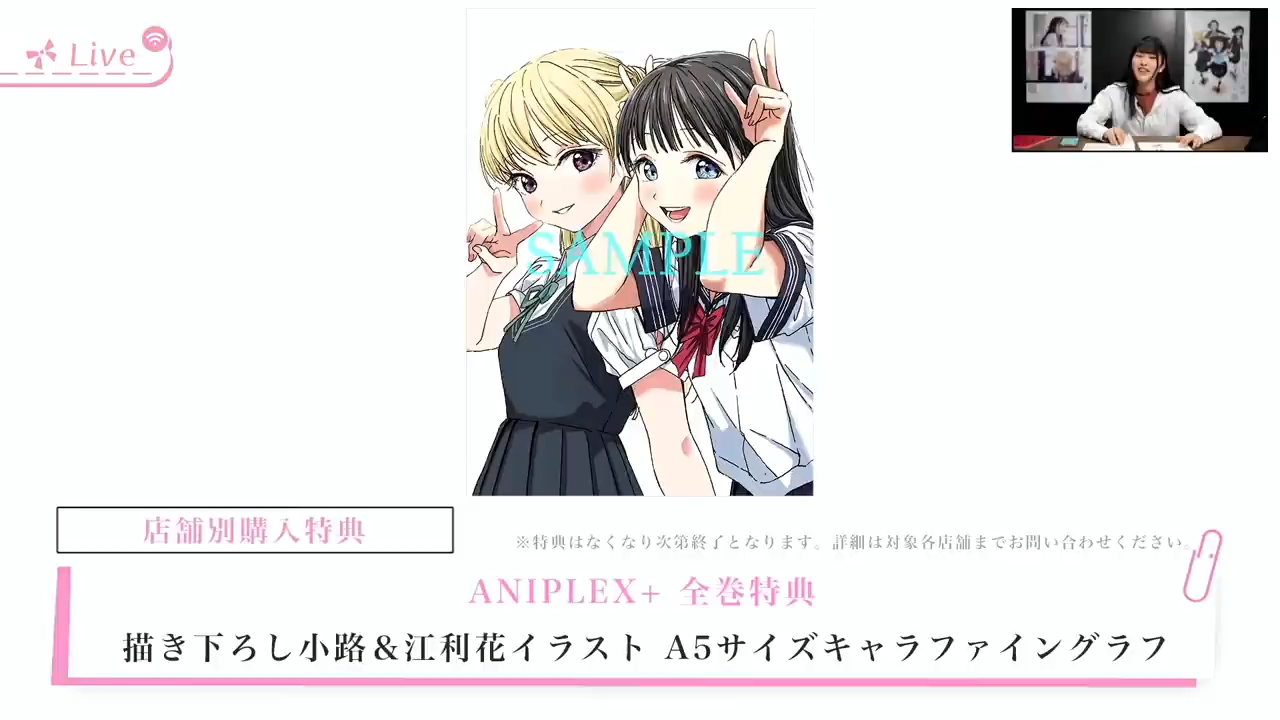 Live
SAMPLE
店舗別購入特典
※特典はなくなり次第終了となります。詳細は対象各店舗までお問い合わせください。
ANIPLEX+ 全巻特典
描き下ろし小路＆江利花イラスト A5サイズキャラファイングラフ